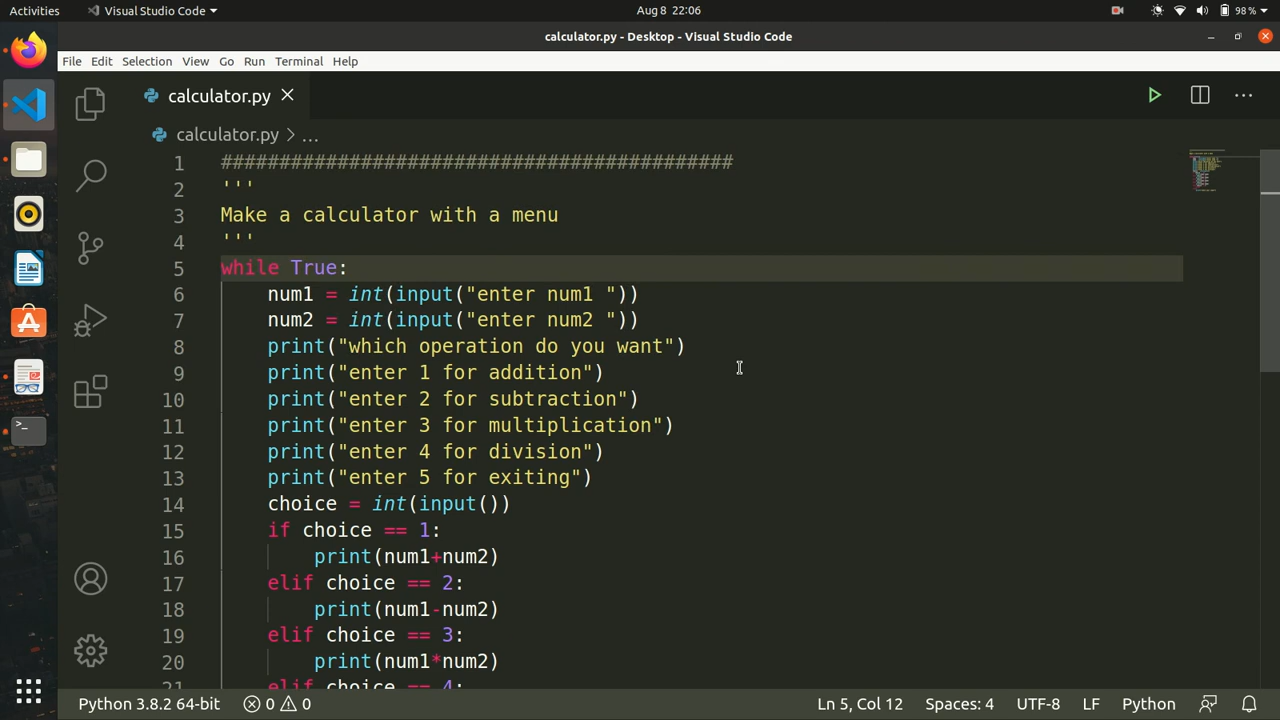 Activities Visual Studio Code Aug 8 22:06 98%
calculator.py - Desktop - Visual Studio Code
File Edit Selection View Go Run Terminal Help
calculator.py
calculator.py > ...
1 ############################################
2 '''
3 Make a calculator with a menu
4 '''
5 while True:
6 num1 = int(input("enter num1 "))
7 num2 = int(input("enter num2 "))
8 print("which operation do you want")
9 print("enter 1 for addition")
10 print("enter 2 for subtraction")
11 print("enter 3 for multiplication")
12 print("enter 4 for division")
13 print("enter 5 for exiting")
14 choice = int(input())
15 if choice == 1:
16 print(num1+num2)
17 elif choice == 2:
18 print(num1-num2)
19 elif choice == 3:
20 print(num1*num2)
21 elif choice == 4:
Python 3.8.2 64-bit 0 0 Ln 5, Col 12 Spaces: 4 UTF-8 LF Python